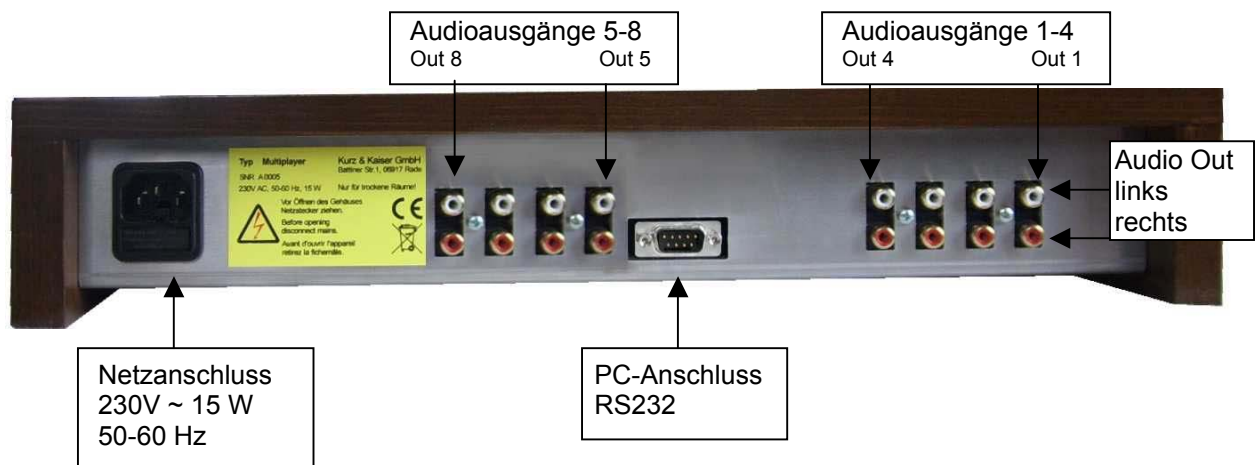 Audioausgänge 5-8
Out 8 Out 5
Audioausgänge 1-4
Out 4 Out 1
Audio Out
links
rechts
Typ Multiplayer Kurz & Kaiser GmbH
SNR A0005
230V AC, 50-60 Hz, 15 W Nur für trockene Räume!
Vor Öffnen des Gehäuses
Netzstecker ziehen.
Before opening
disconnect mains.
Avant d'ouvrir l'appareil
retirez la
CE
Netzanschluss
230V ~ 15 W
50-60 Hz
PC-Anschluss
RS232